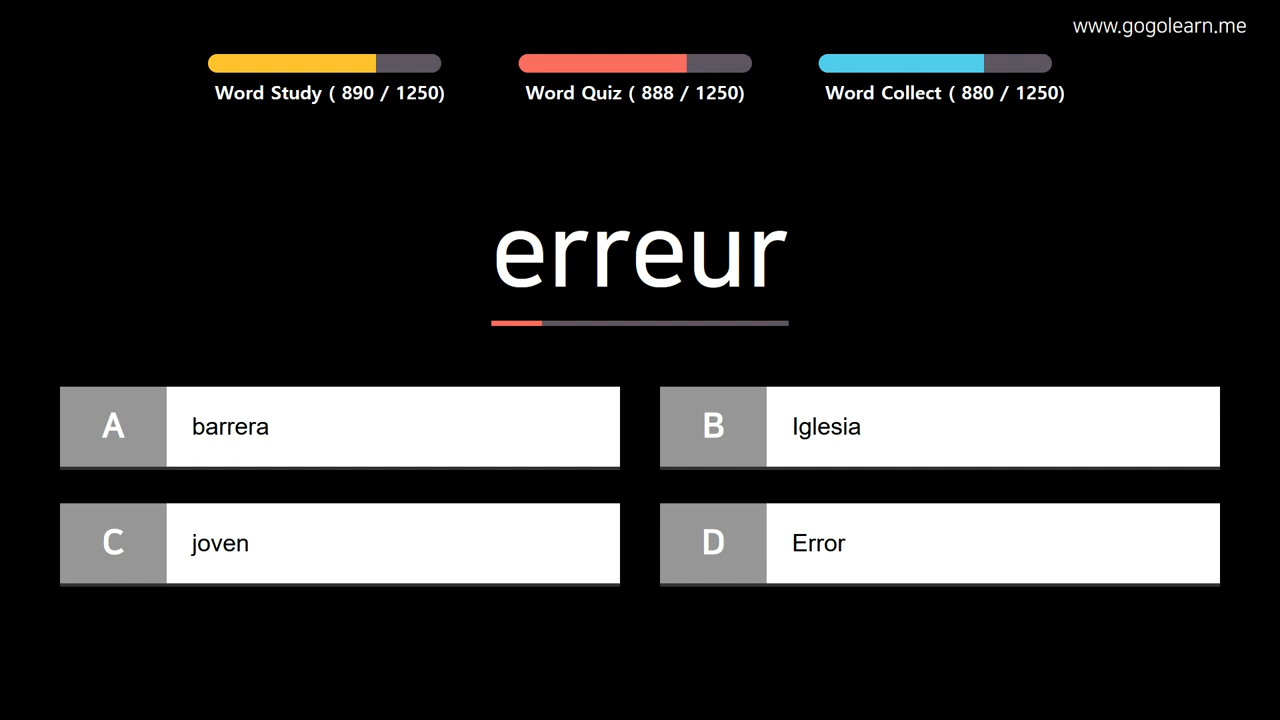 www.gogolearn.me
Word Study ( 890 / 1250)
Word Quiz ( 888 / 1250)
Word Collect ( 880 / 1250)
erreur
A barrera
B Iglesia
C joven
D Error